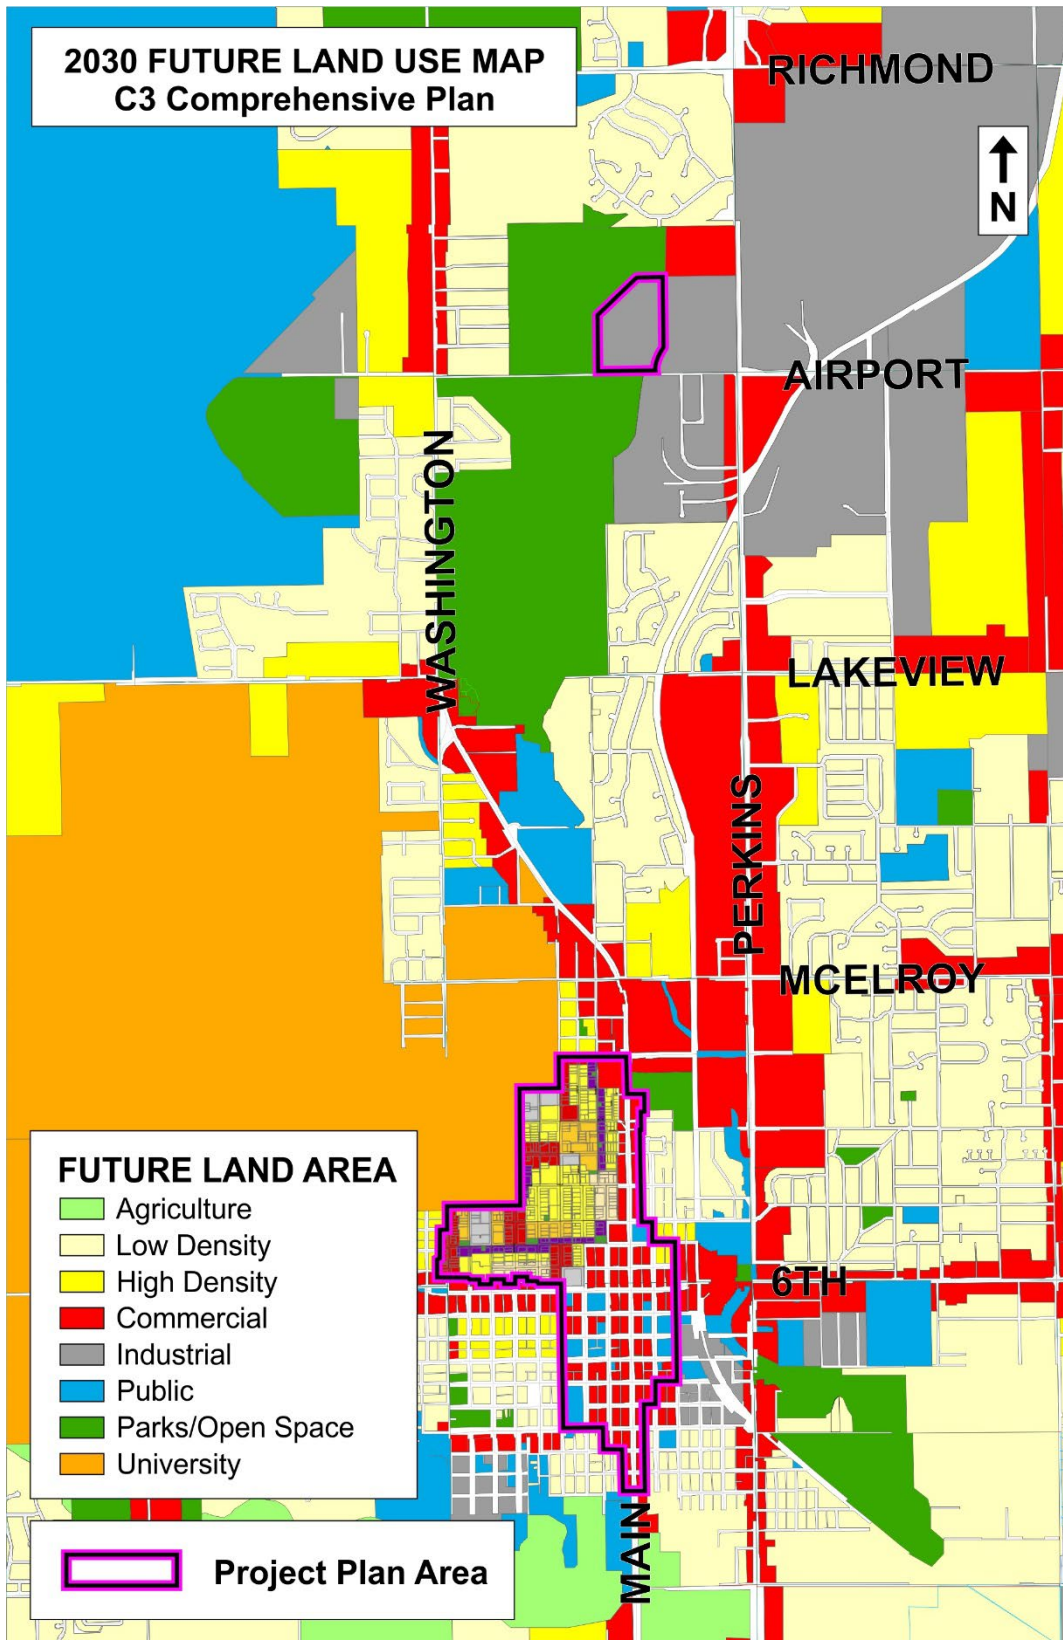 2030 FUTURE LAND USE MAP
C3 Comprehensive Plan
RICHMOND
N
AIRPORT
WASHINGTON
LAKEVIEW
PERKINS
MCELROY
FUTURE LAND AREA
Agriculture
Low Density
High Density
Commercial
Industrial
Public
Parks/Open Space
University
6TH
MAIN
Project Plan Area